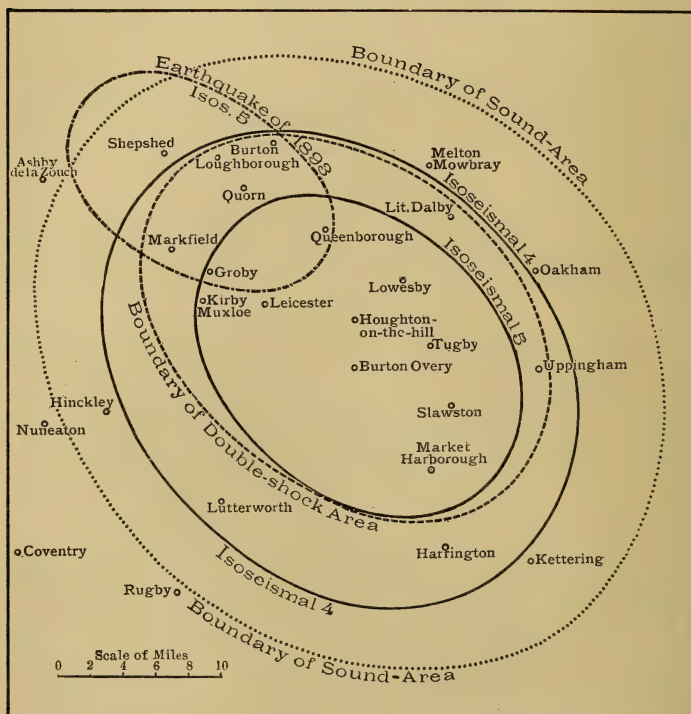 Boundary of Sound-Area
Earthquake of 1893
Isos. 5
Shepshed
Burton
Loughborough
Melton
Mowbray
Ashby
de la Zouch
Quorn
Lit. Dalby
Isoseismal 4
Markfield
Queenborough
Isoseismal 5
Groby
Oakham
Lowesby
Kirby
Muxloe
Leicester
Houghton-
on-the-hill
Tugby
Boundary of Double-shock Area
Burton Overy
Uppingham
Hinckley
Slawston
Nuneaton
Market
Harborough
Lutterworth
Coventry
Harrington
Kettering
Isoseismal 4
Rugby
Boundary of Sound-Area
Scale of Miles
0 2 4 6 8 10